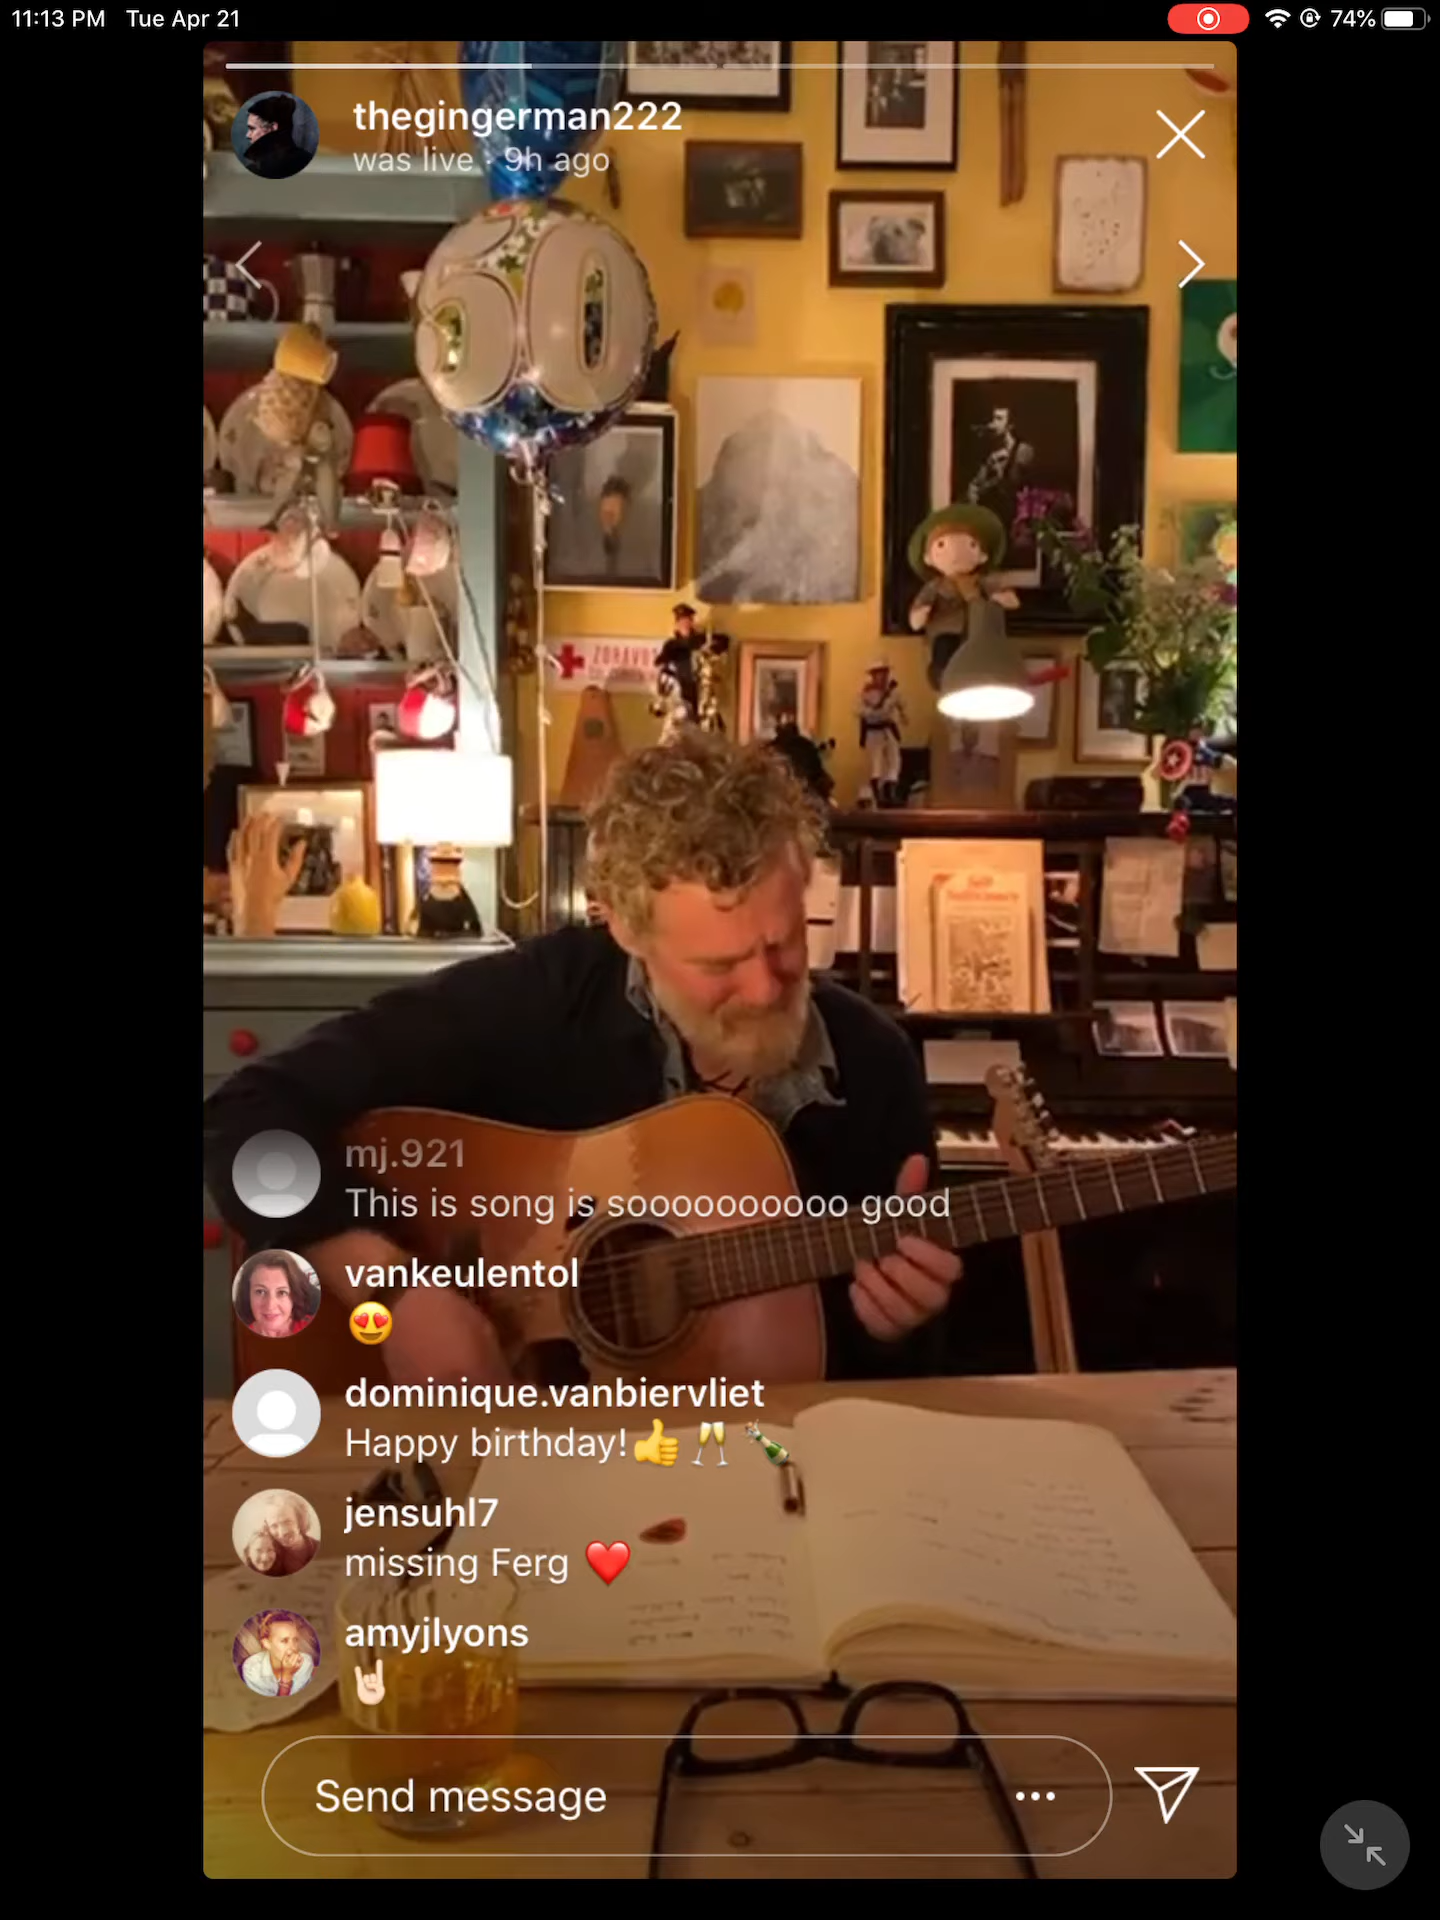 11:13 PM Tue Apr 21
74%
thegingerman222
was live · 9h ago
50
mj.921
This is song is soooooooooo good
vankeulentol
😍
dominique.vanbiervliet
Happy birthday!👍🥂🍾
jensuhl7
missing Ferg ❤️
amyjlyons
🤘🏻
Send message